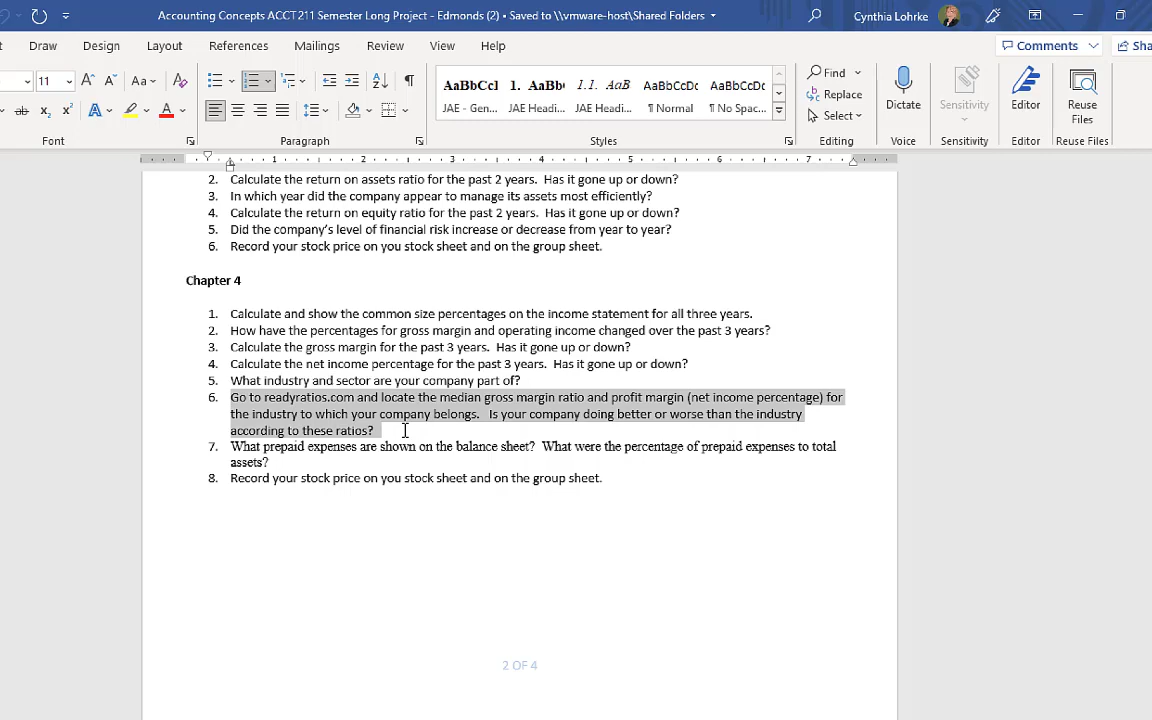 Accounting Concepts ACCT 211 Semester Long Project - Edmonds (2) • Saved to \\vmware-host\Shared Folders
Cynthia Lohrke
Draw Design Layout References Mailings Review View Help
Comments
Sha
11
Aa
AaBbCcI 1. AaBb 1.1. AaB AaBbCcDc AaBbCcDc
JAE - Gen... JAE Headi... JAE Headi... ¶ Normal ¶ No Spac...
Find
Replace
Select
Dictate
Sensitivity
Editor
Reuse
Files
ab x₂ x² A A
Font Paragraph Styles Editing Voice Sensitivity Editor Reuse Files
1 2 3 4 5 6 7
2. Calculate the return on assets ratio for the past 2 years. Has it gone up or down?
3. In which year did the company appear to manage its assets most efficiently?
4. Calculate the return on equity ratio for the past 2 years. Has it gone up or down?
5. Did the company's level of financial risk increase or decrease from year to year?
6. Record your stock price on you stock sheet and on the group sheet.
Chapter 4
1. Calculate and show the common size percentages on the income statement for all three years.
2. How have the percentages for gross margin and operating income changed over the past 3 years?
3. Calculate the gross margin for the past 3 years. Has it gone up or down?
4. Calculate the net income percentage for the past 3 years. Has it gone up or down?
5. What industry and sector are your company part of?
6. Go to readyratios.com and locate the median gross margin ratio and profit margin (net income percentage) for
the industry to which your company belongs. Is your company doing better or worse than the industry
according to these ratios?
7. What prepaid expenses are shown on the balance sheet? What were the percentage of prepaid expenses to total
assets?
8. Record your stock price on you stock sheet and on the group sheet.
2 OF 4